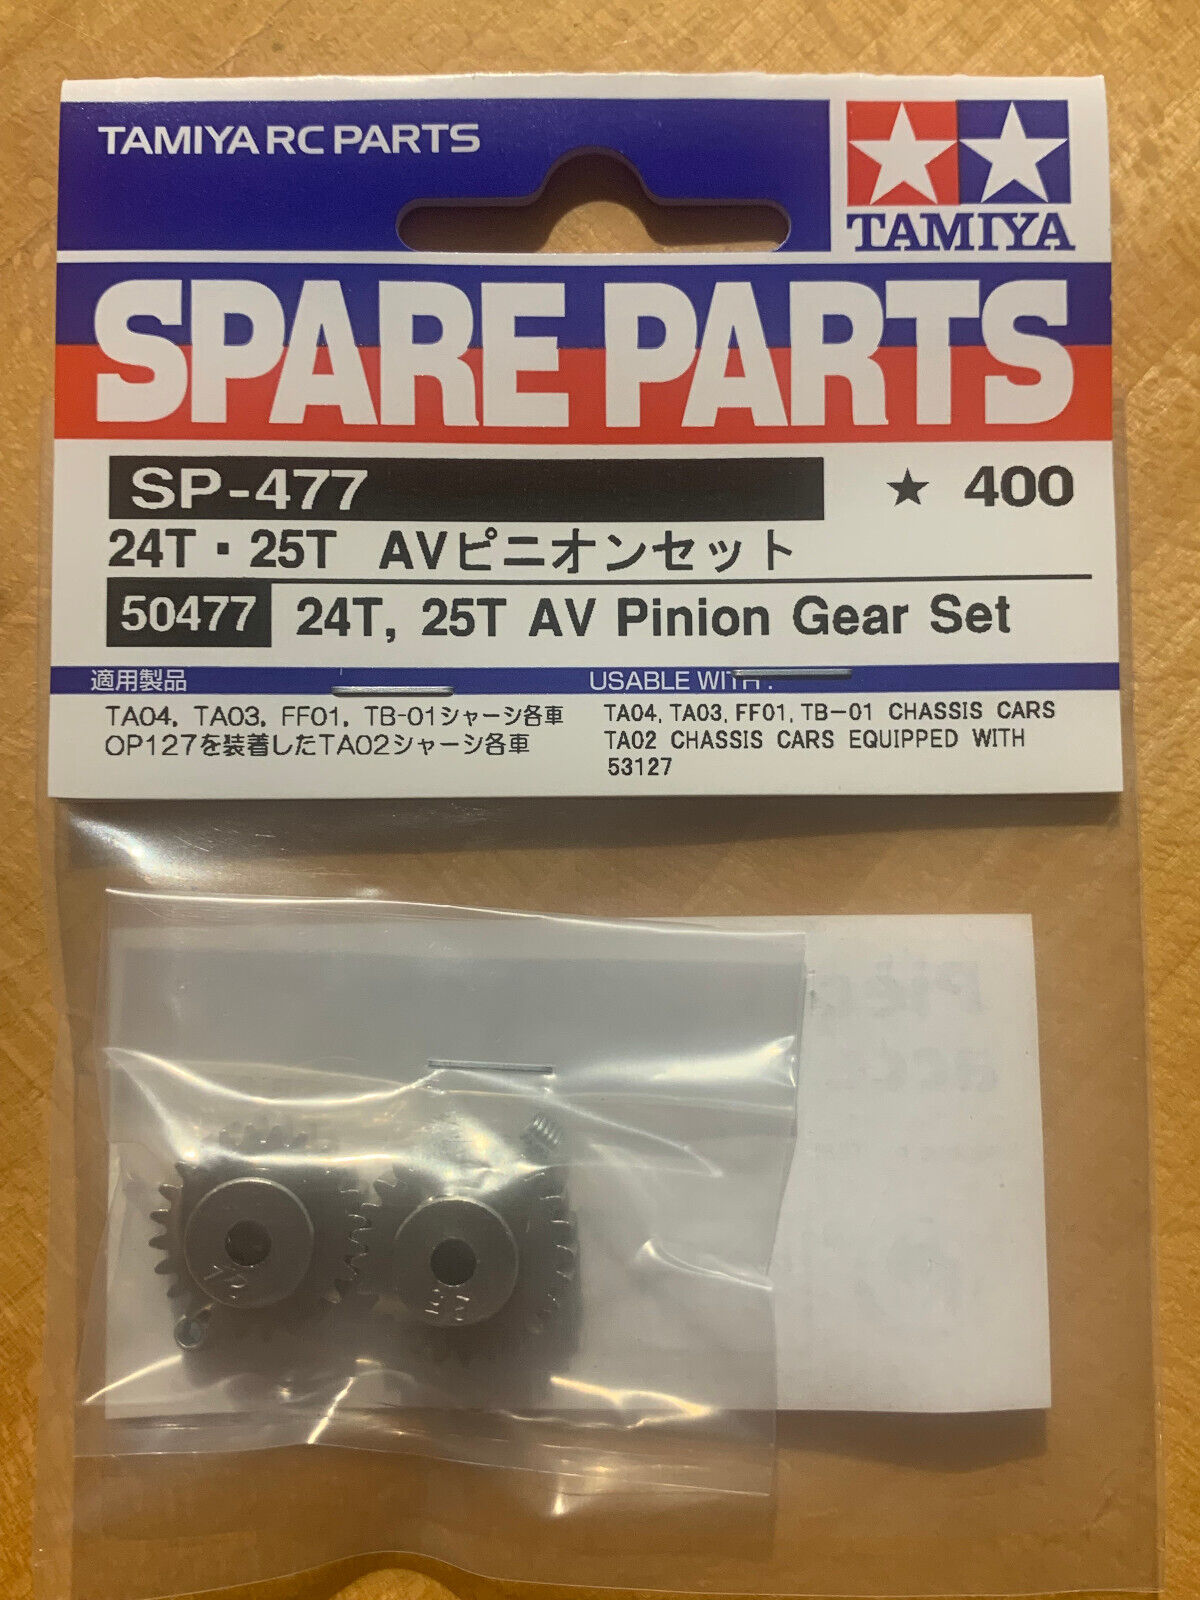 TAMIYA RC PARTS
TAMIYA
SPARE PARTS
SP-477
★ 400
24T・25T AVピニオンセット
50477 24T, 25T AV Pinion Gear Set
適用製品
TA04, TA03, FF01, TB-01シャーシ各車
OP127を装着したTA02シャーシ各車
USABLE WITH:
TA04, TA03, FF01, TB-01 CHASSIS CARS
TA02 CHASSIS CARS EQUIPPED WITH
53127
24
25